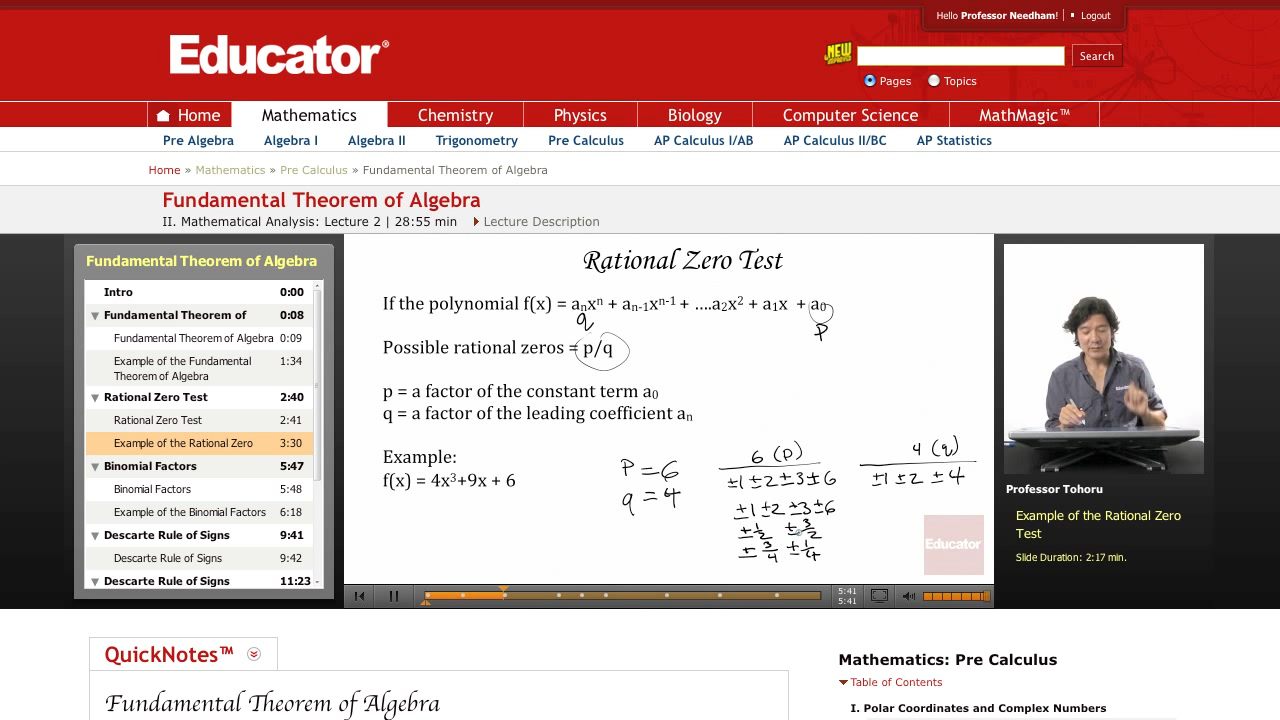 Hello Professor Needham! | ▪ Logout
Educator®
NEW
Search
Pages Topics
Home Mathematics Chemistry Physics Biology Computer Science MathMagic™
Pre Algebra Algebra I Algebra II Trigonometry Pre Calculus AP Calculus I/AB AP Calculus II/BC AP Statistics
Home » Mathematics » Pre Calculus » Fundamental Theorem of Algebra
Fundamental Theorem of Algebra
II. Mathematical Analysis: Lecture 2 | 28:55 min Lecture Description
Fundamental Theorem of Algebra
Intro 0:00
Fundamental Theorem of 0:08
Fundamental Theorem of Algebra 0:09
Example of the Fundamental 1:34
Theorem of Algebra
Rational Zero Test 2:40
Rational Zero Test 2:41
Example of the Rational Zero 3:30
Binomial Factors 5:47
Binomial Factors 5:48
Example of the Binomial Factors 6:18
Descarte Rule of Signs 9:41
Descarte Rule of Signs 9:42
Descarte Rule of Signs 11:23
Rational Zero Test
If the polynomial f(x) = aₙxⁿ + aₙ₋₁xⁿ⁻¹ + ....a₂x² + a₁x + a₀
q
p
Possible rational zeros = p/q
p = a factor of the constant term a₀
q = a factor of the leading coefficient aₙ
Example:
f(x) = 4x³+9x + 6
P = 6
q = 4
6 (P)
±1 ±2 ±3 ±6
±1 ±2 ±3 ±6
±1/2 ±3/2
±3/4 ±1/4
4 (q)
±1 ±2 ±4
Educator
5:41
5:41
Professor Tohoru
Example of the Rational Zero
Test
Slide Duration: 2:17 min.
QuickNotes™
Fundamental Theorem of Algebra
Mathematics: Pre Calculus
Table of Contents
I. Polar Coordinates and Complex Numbers